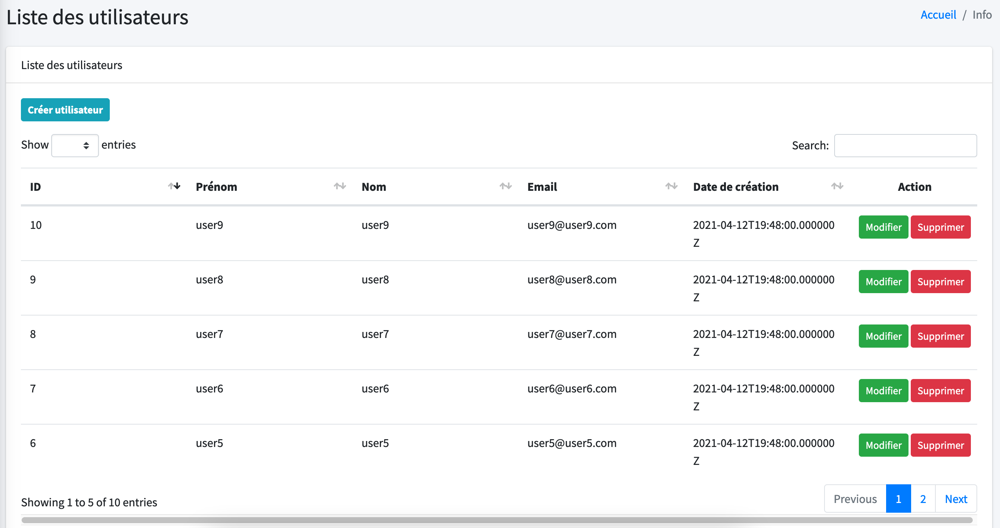 Liste des utilisateurs
Accueil / Info
Liste des utilisateurs
Créer utilisateur
Show entries
Search:
ID Prénom Nom Email Date de création Action
10 user9 user9 user9@user9.com 2021-04-12T19:48:00.000000 Modifier Supprimer
Z
9 user8 user8 user8@user8.com 2021-04-12T19:48:00.000000 Modifier Supprimer
Z
8 user7 user7 user7@user7.com 2021-04-12T19:48:00.000000 Modifier Supprimer
Z
7 user6 user6 user6@user6.com 2021-04-12T19:48:00.000000 Modifier Supprimer
Z
6 user5 user5 user5@user5.com 2021-04-12T19:48:00.000000 Modifier Supprimer
Z
Showing 1 to 5 of 10 entries
Previous 1 2 Next